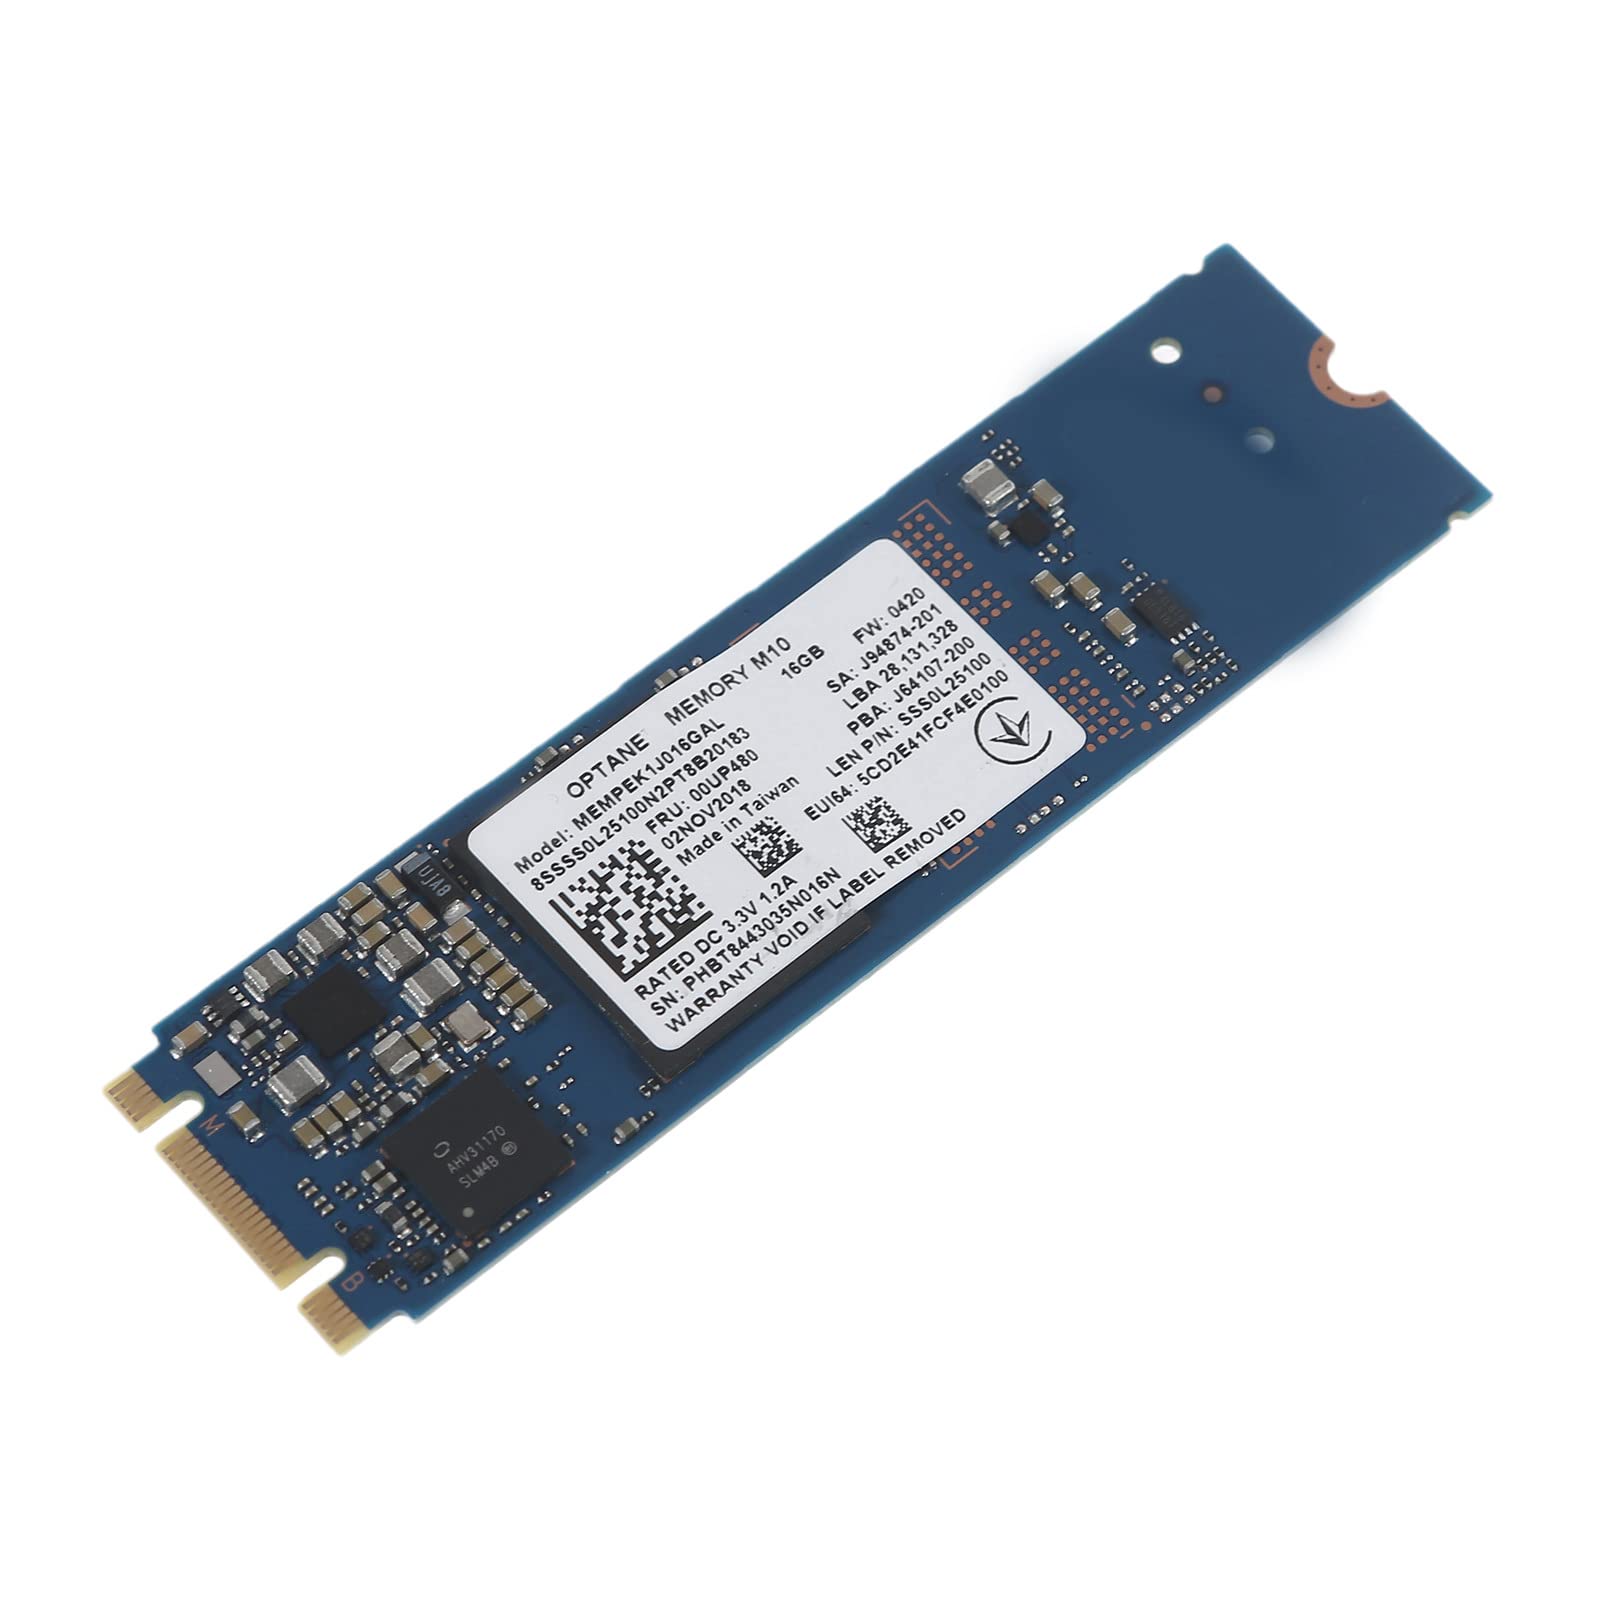 OPTANE MEMORY M10
16GB
Model: MEMPEK1J016GAL
8SSSS0L25100N2PT8B20183
FRU: 00UP480
02NOV2018
Made in Taiwan
FW: 0420
SA: J94874-201
LBA 28,131,328
PBA: J64107-200
LEN P/N: SSS0L25100
EUI64: 5CD2E41FCF4E0100
RATED DC 3.3V 1.2A
SN: PHBT8443035N016N
WARRANTY VOID IF LABEL REMOVED
UJA8
AHV31170
SLM4B
M
B